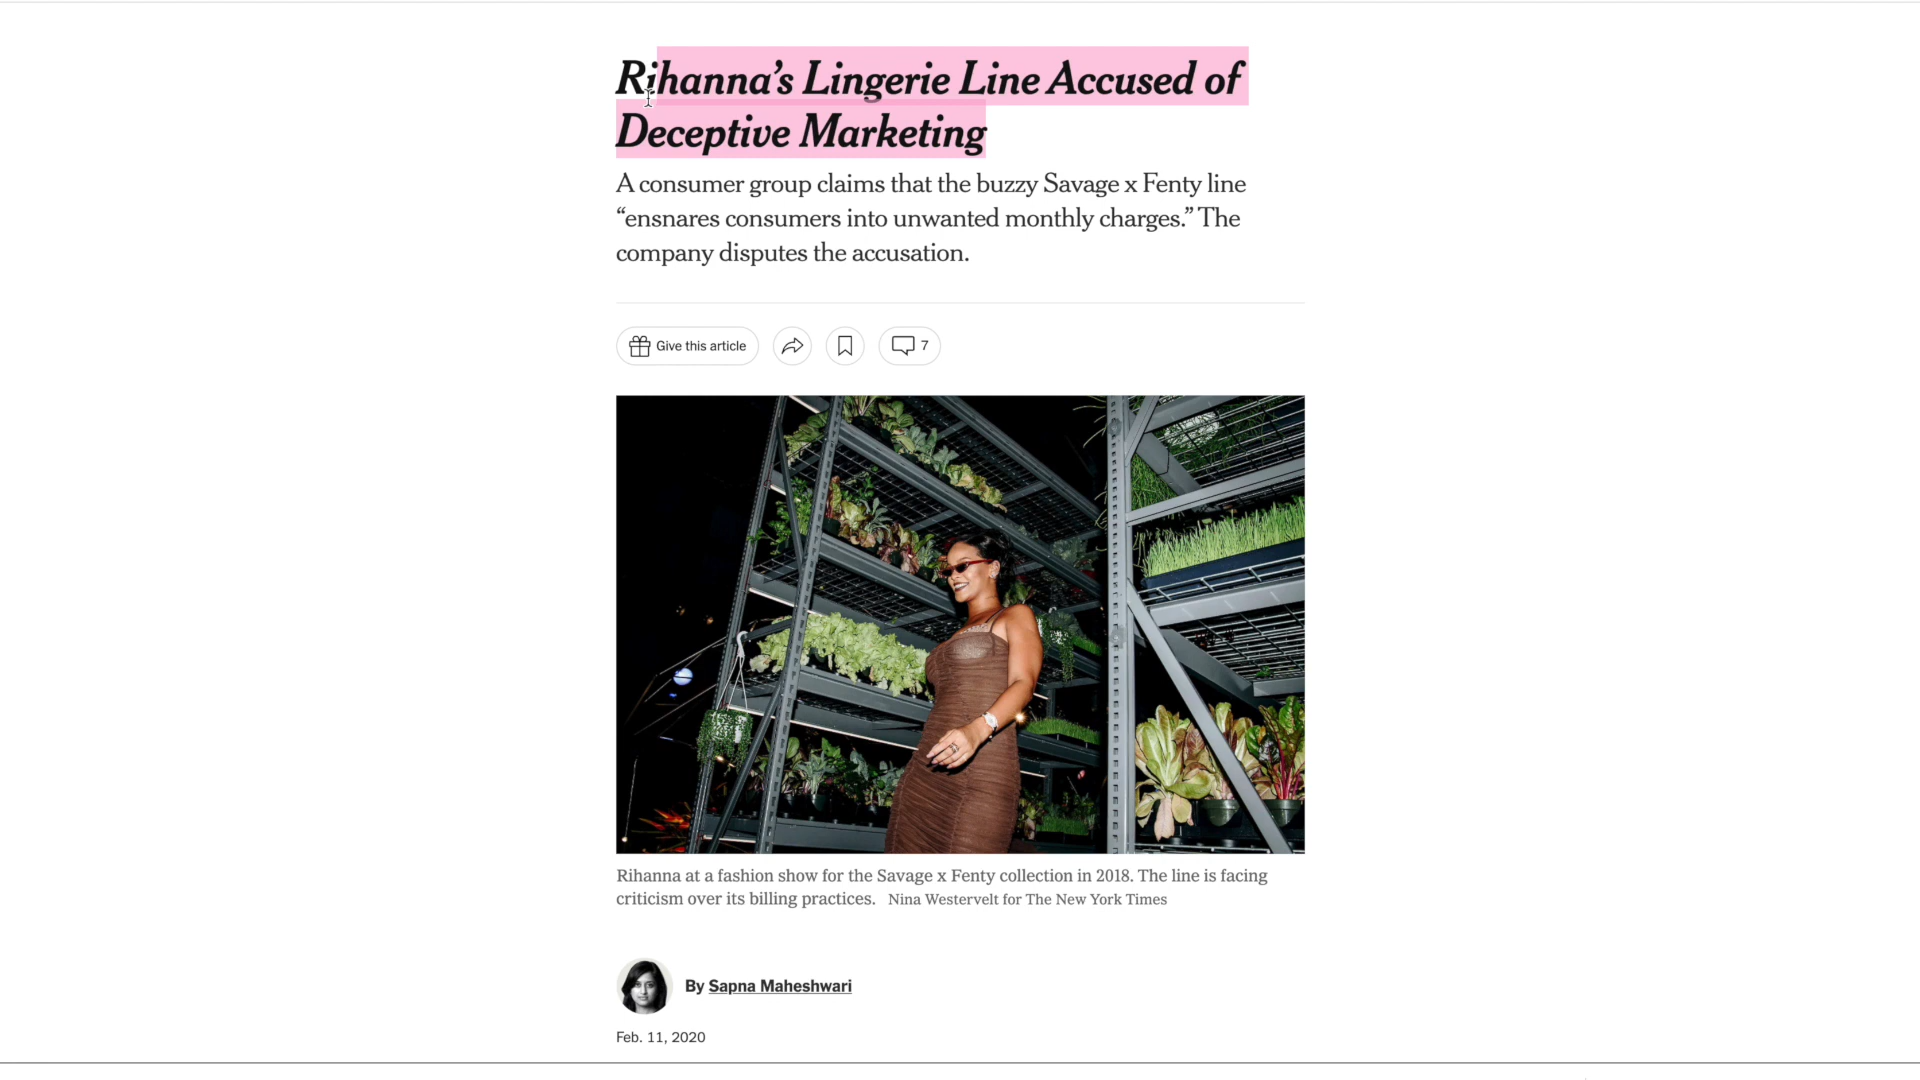 Rihanna’s Lingerie Line Accused of
Deceptive Marketing
A consumer group claims that the buzzy Savage x Fenty line
“ensnares consumers into unwanted monthly charges.” The
company disputes the accusation.
Give this article
7
Rihanna at a fashion show for the Savage x Fenty collection in 2018. The line is facing
criticism over its billing practices. Nina Westervelt for The New York Times
By Sapna Maheshwari
Feb. 11, 2020